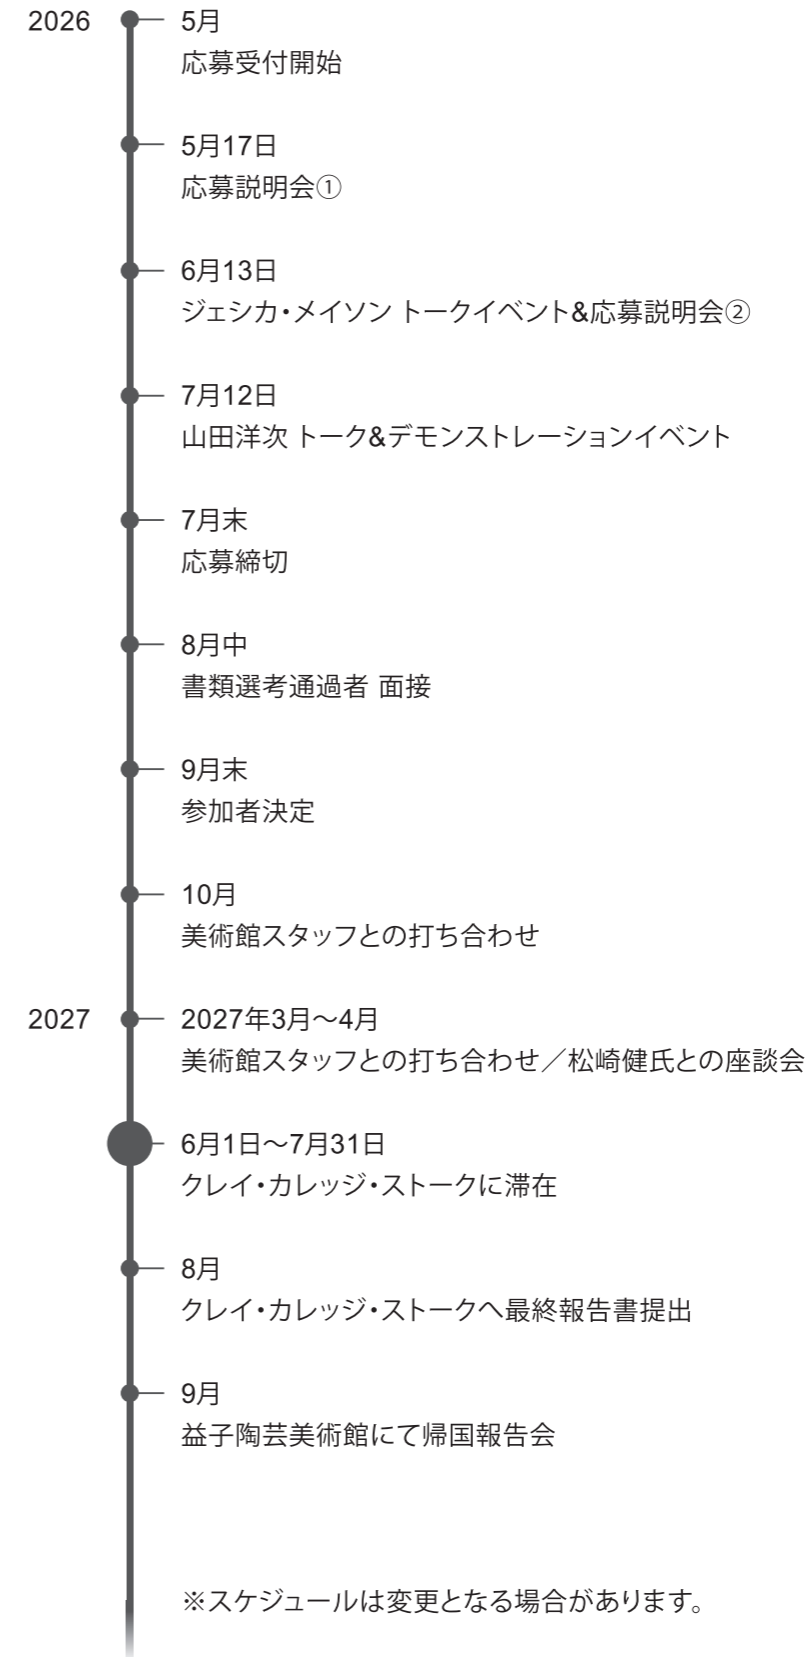 2026
5月
応募受付開始
5月17日
応募説明会①
6月13日
ジェシカ・メイソン トークイベント&応募説明会②
7月12日
山田洋次 トーク&デモンストレーションイベント
7月末
応募締切
8月中
書類選考通過者 面接
9月末
参加者決定
10月
美術館スタッフとの打ち合わせ
2027
2027年3月〜4月
美術館スタッフとの打ち合わせ／松崎健氏との座談会
6月1日〜7月31日
クレイ・カレッジ・ストークに滞在
8月
クレイ・カレッジ・ストークへ最終報告書提出
9月
益子陶芸美術館にて帰国報告会
※スケジュールは変更となる場合があります。